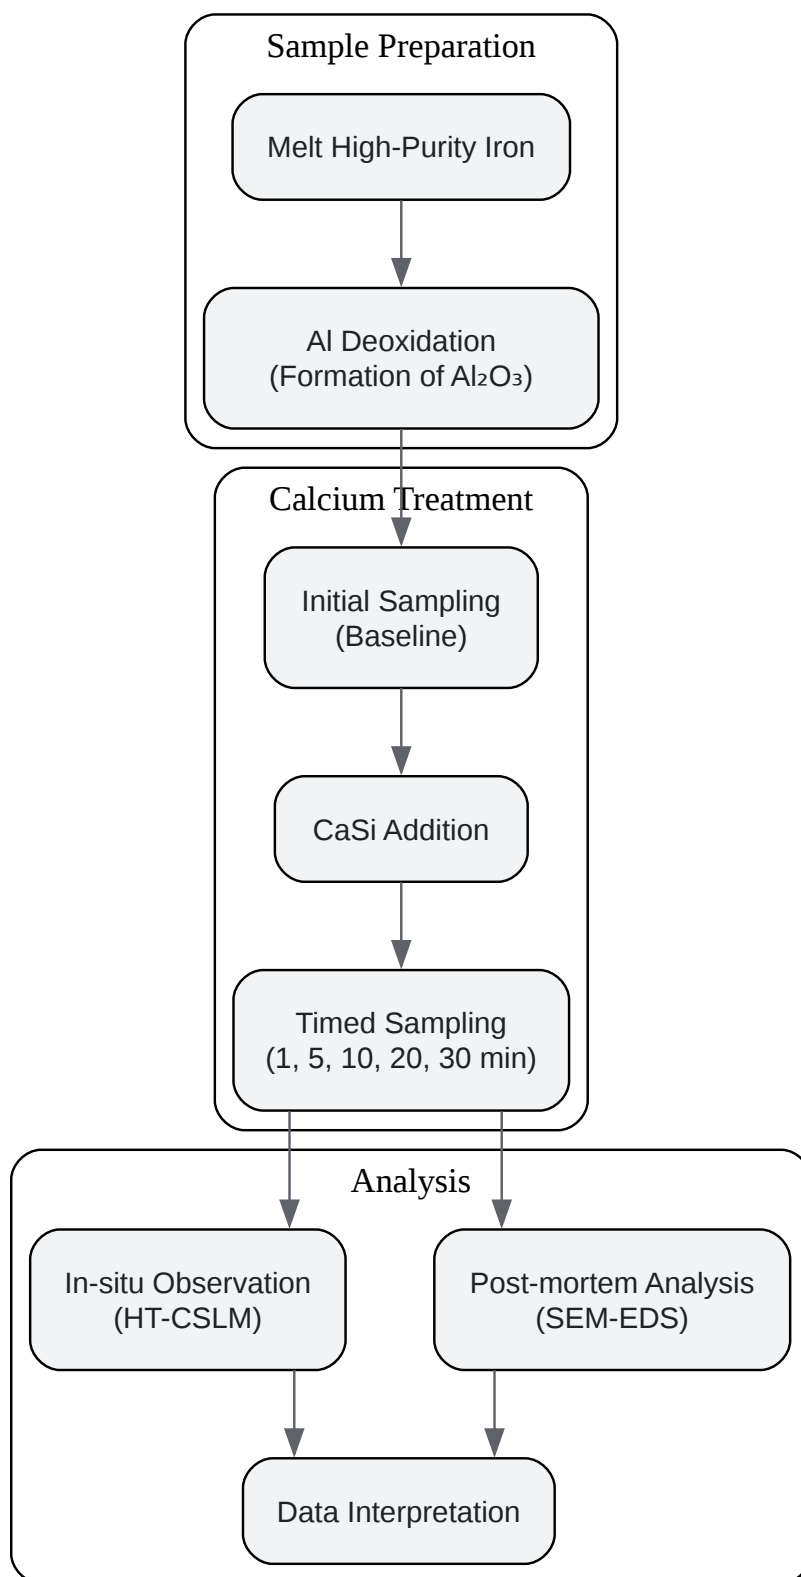 Sample Preparation
Melt High-Purity Iron
Al Deoxidation
(Formation of Al₂O₃)
Calcium Treatment
Initial Sampling
(Baseline)
CaSi Addition
Timed Sampling
(1, 5, 10, 20, 30 min)
Analysis
In-situ Observation
(HT-CSLM)
Post-mortem Analysis
(SEM-EDS)
Data Interpretation